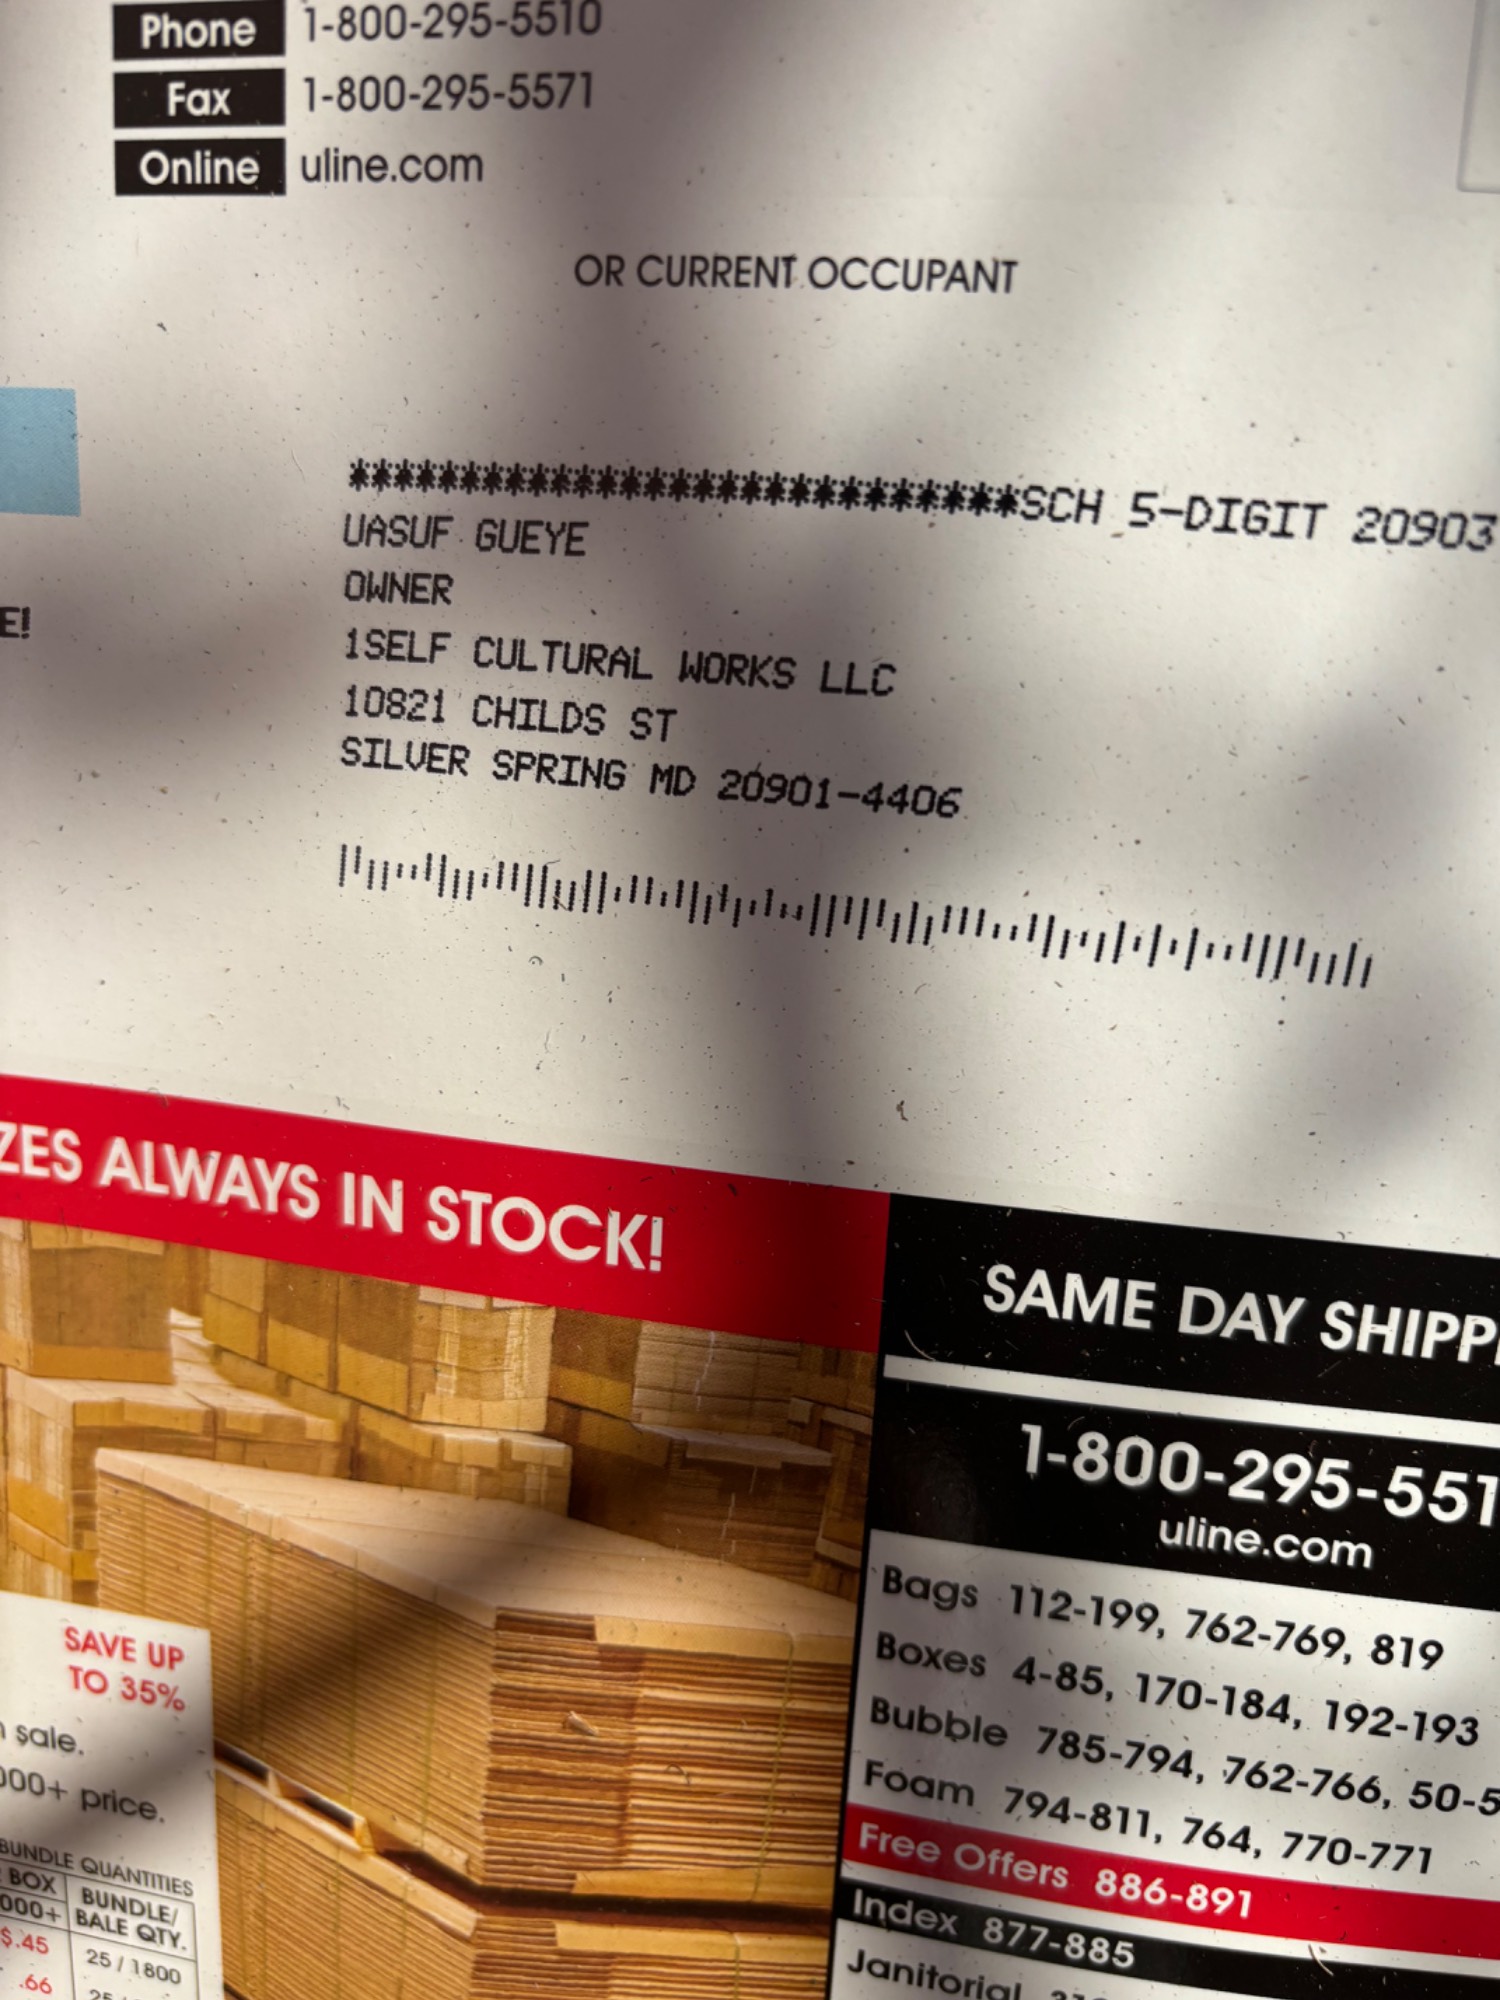 Phone 1-800-295-5510
Fax 1-800-295-5571
Online uline.com
OR CURRENT OCCUPANT
****************************SCH 5-DIGIT 20903
UASUF GUEYE
OWNER
1SELF CULTURAL WORKS LLC
10821 CHILDS ST
SILVER SPRING MD 20901-4406
E!
ZES ALWAYS IN STOCK!
SAME DAY SHIPP
1-800-295-551
uline.com
Bags 112-199, 762-769, 819
Boxes 4-85, 170-184, 192-193
Bubble 785-794, 762-766, 50-5
Foam 794-811, 764, 770-771
Free Offers 886-891
Index 877-885
Janitorial
SAVE UP
TO 35%
sale.
000+ price.
BUNDLE QUANTITIES
BOX BUNDLE/
000+ BALE QTY.
$.45 25 / 1800
.66